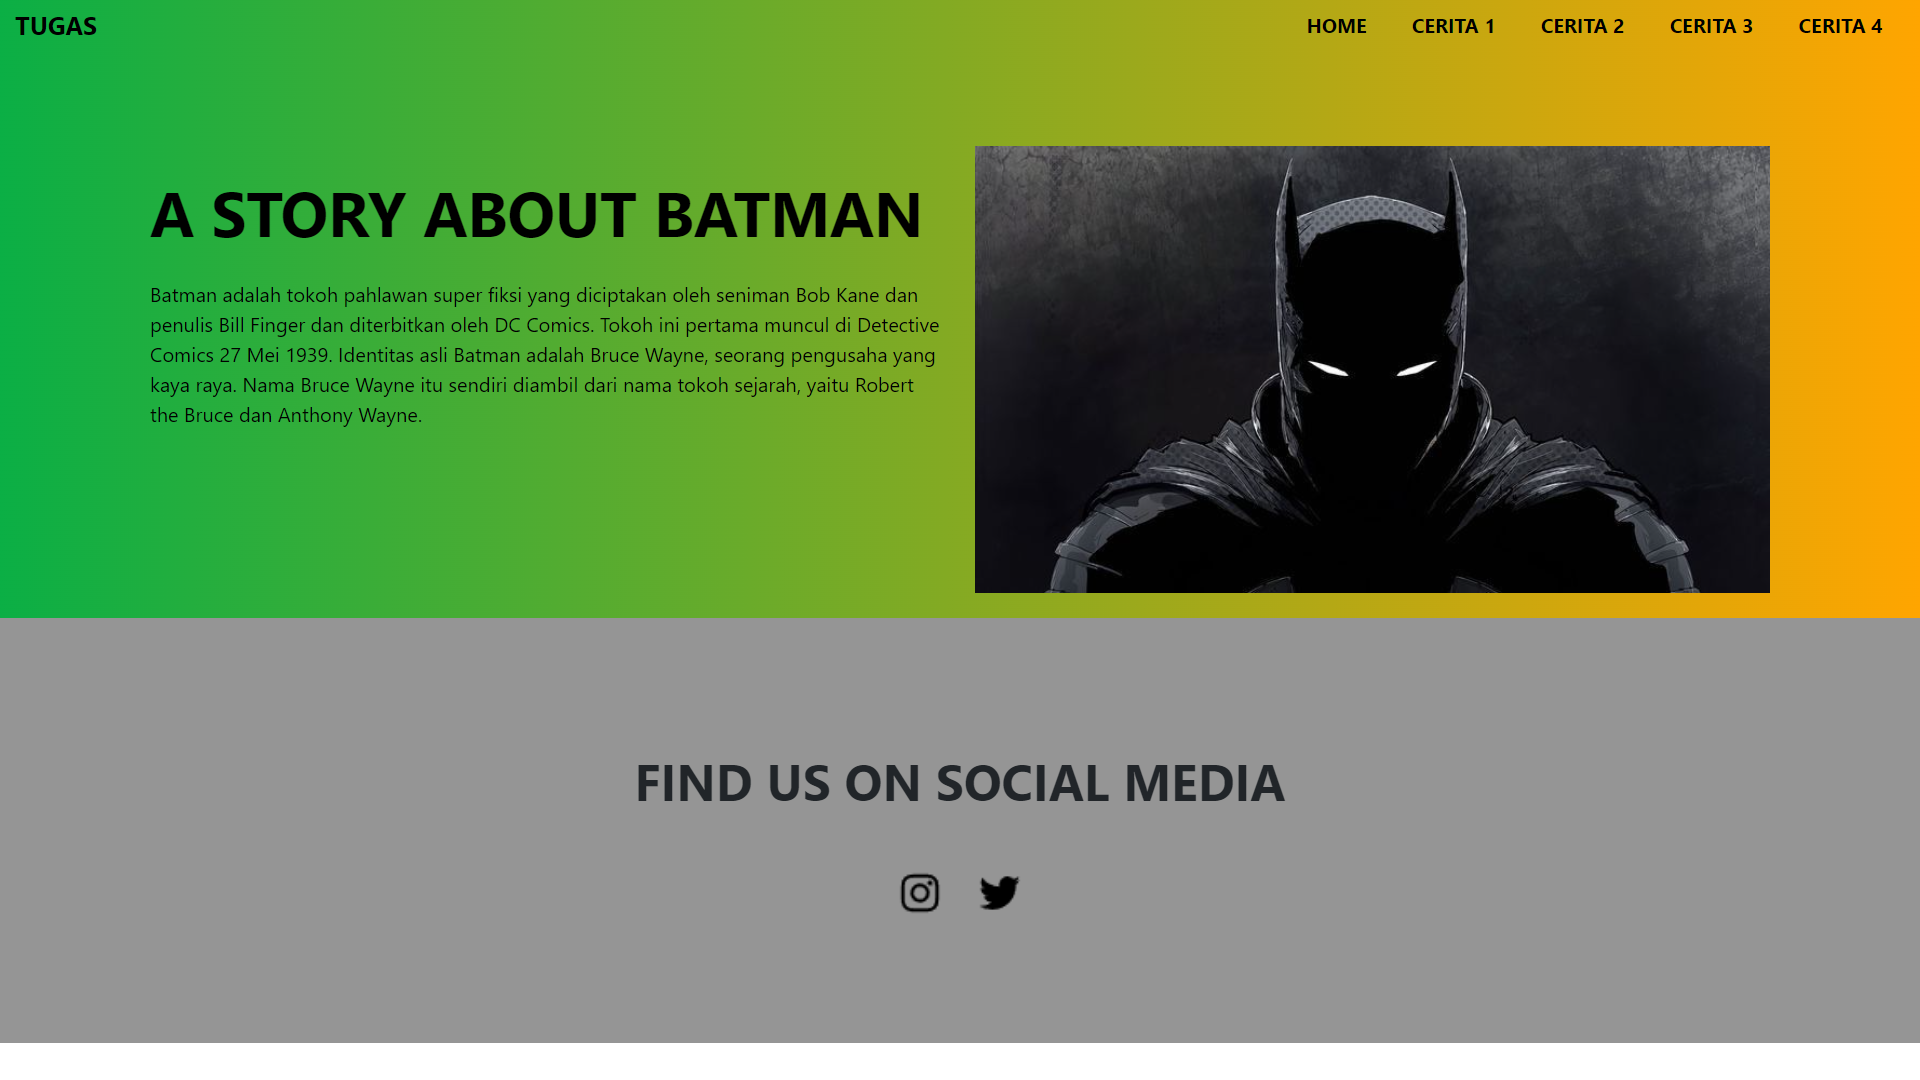 TUGAS
HOME CERITA 1 CERITA 2 CERITA 3 CERITA 4
A STORY ABOUT BATMAN
Batman adalah tokoh pahlawan super fiksi yang diciptakan oleh seniman Bob Kane dan
penulis Bill Finger dan diterbitkan oleh DC Comics. Tokoh ini pertama muncul di Detective
Comics 27 Mei 1939. Identitas asli Batman adalah Bruce Wayne, seorang pengusaha yang
kaya raya. Nama Bruce Wayne itu sendiri diambil dari nama tokoh sejarah, yaitu Robert
the Bruce dan Anthony Wayne.
FIND US ON SOCIAL MEDIA